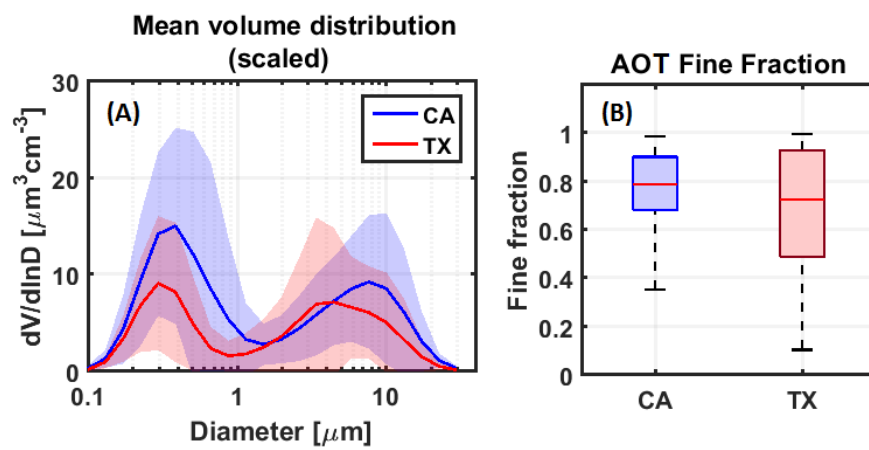 Mean volume distribution
(scaled)
AOT Fine Fraction
(A)
CA
TX
(B)
30
20
10
0
dV/dlnD [μm³cm⁻³]
0.1
1
10
Diameter [μm]
1
0.8
0.6
0.4
0.2
0
Fine fraction
CA
TX